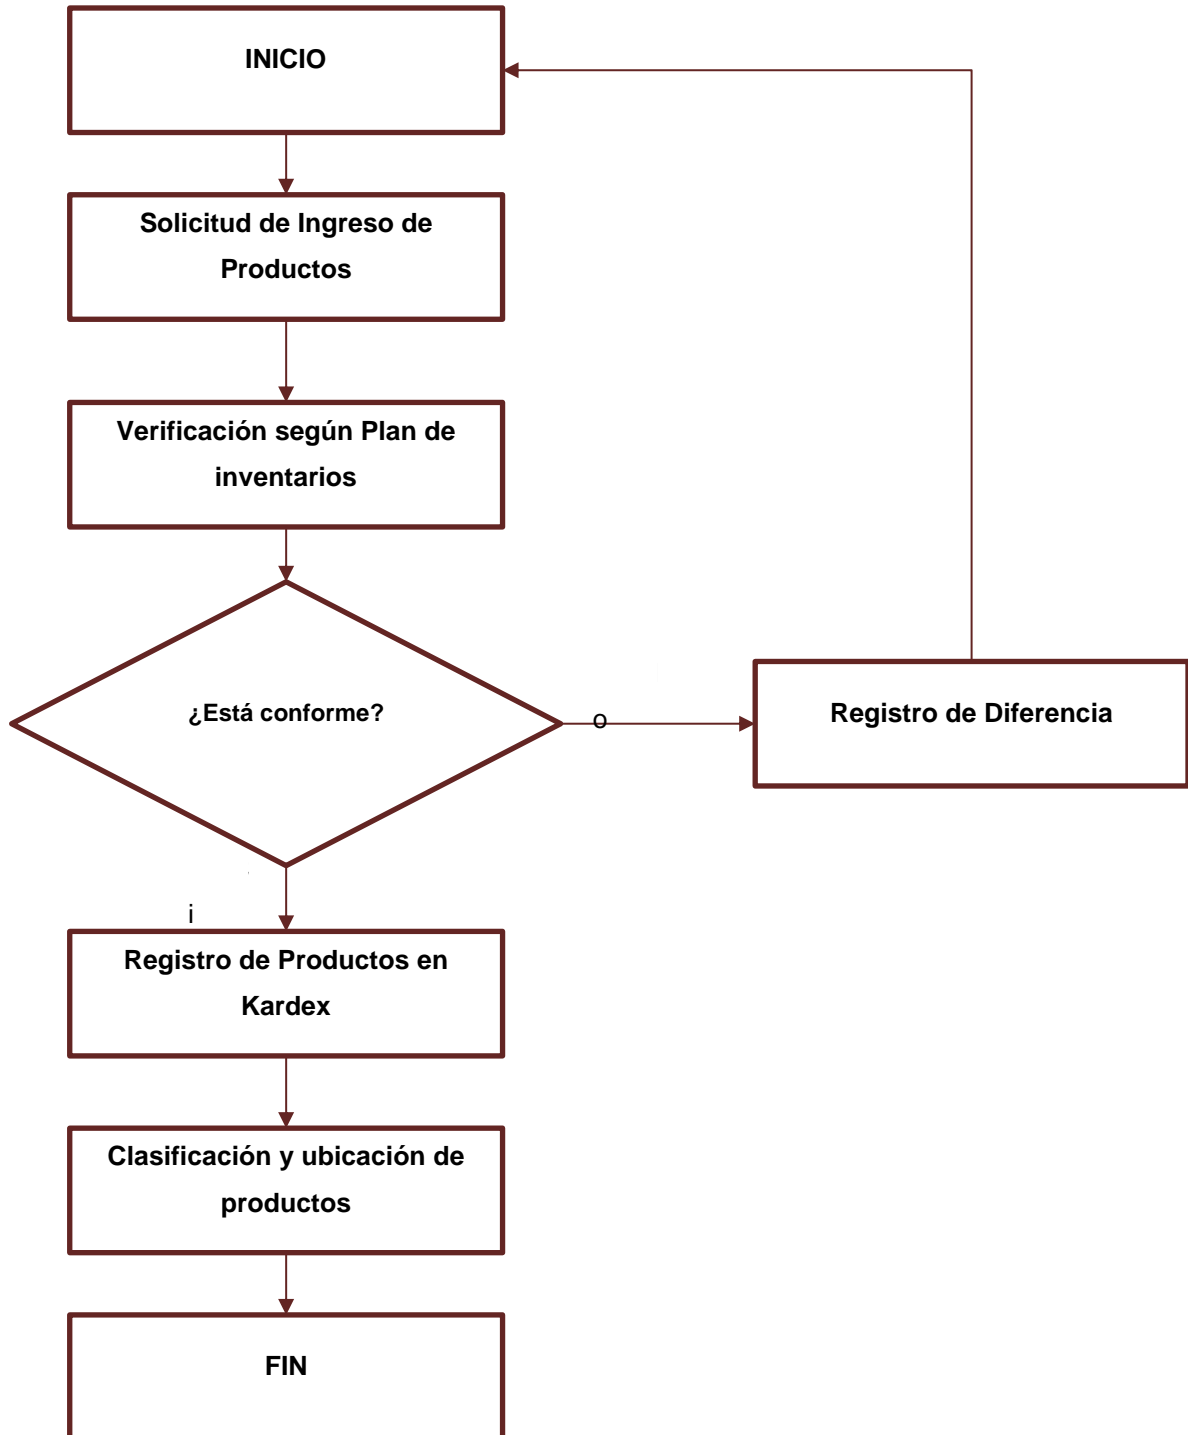 INICIO
Solicitud de Ingreso de
Productos
Verificación según Plan de
inventarios
¿Está conforme?
o
Registro de Diferencia
i
Registro de Productos en
Kardex
Clasificación y ubicación de
productos
FIN